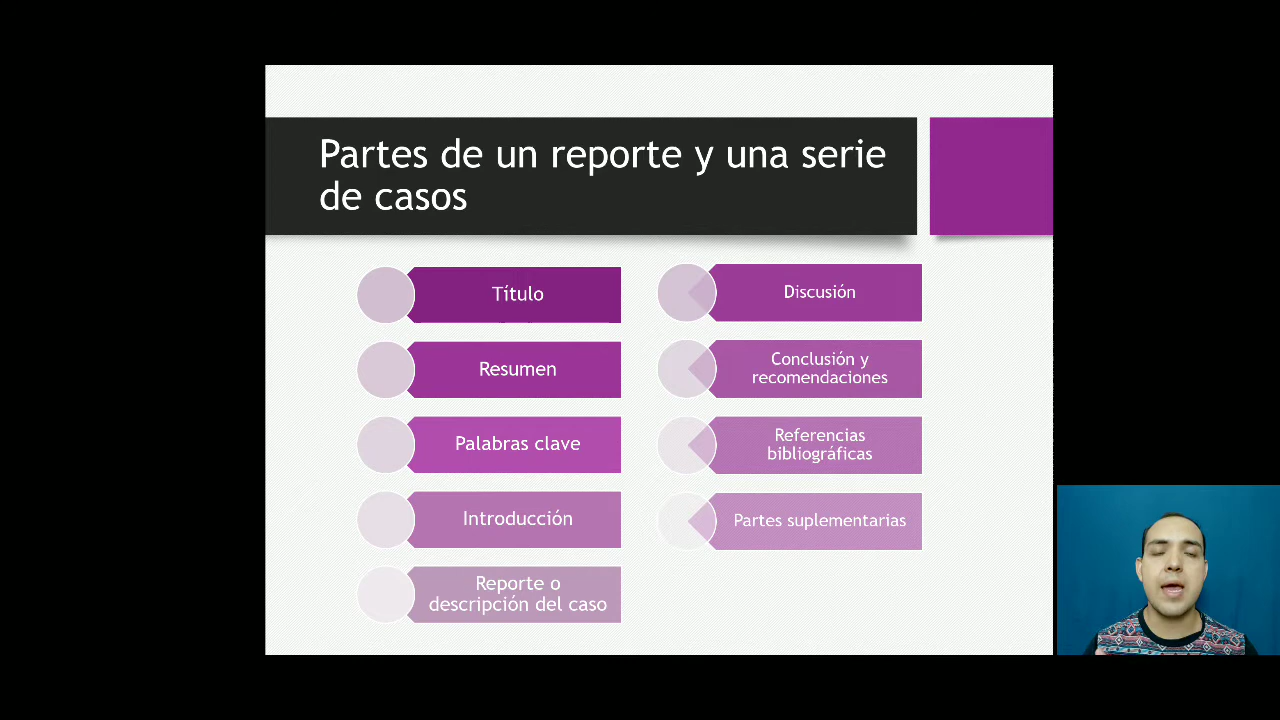 Partes de un reporte y una serie
de casos
Título
Resumen
Palabras clave
Introducción
Reporte o
descripción del caso
Discusión
Conclusión y
recomendaciones
Referencias
bibliográficas
Partes suplementarias